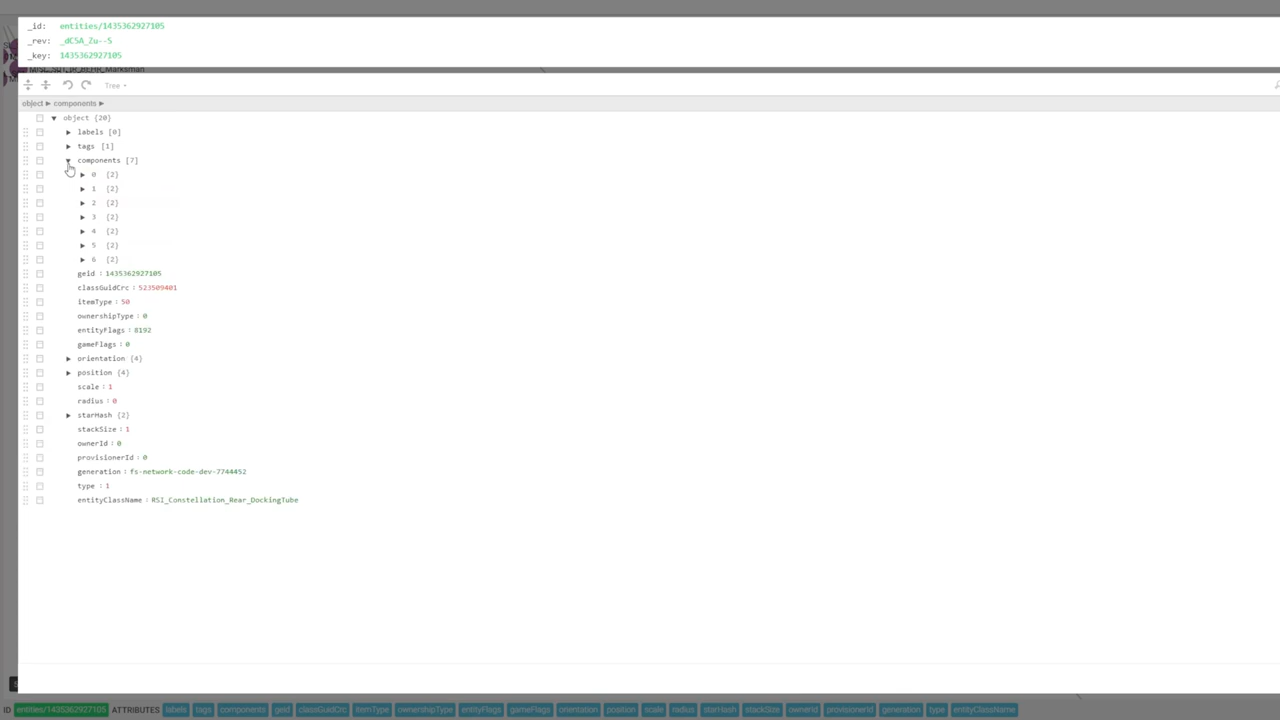 _id: entities/1435362927105
_rev: _dC5A_Zu--S
_key: 1435362927105
Tree
object ▶ components ▶
object {20}
labels [0]
tags [1]
components [7]
0 {2}
1 {2}
2 {2}
3 {2}
4 {2}
5 {2}
6 {2}
geid : 1435362927105
classGuidCrc : 523509401
itemType : 50
ownershipType : 0
entityFlags : 8192
gameFlags : 0
orientation {4}
position {4}
scale : 1
radius : 0
starHash {2}
stackSize : 1
ownerId : 0
provisionerId : 0
generation : fs-network-code-dev-7744452
type : 1
entityClassName : RSI_Constellation_Rear_DockingTube
ID entities/1435362927105 ATTRIBUTES labels tags components geid classGuidCrc itemType ownershipType entityFlags gameFlags orientation position scale radius starHash stackSize ownerId provisionerId generation type entityClassName